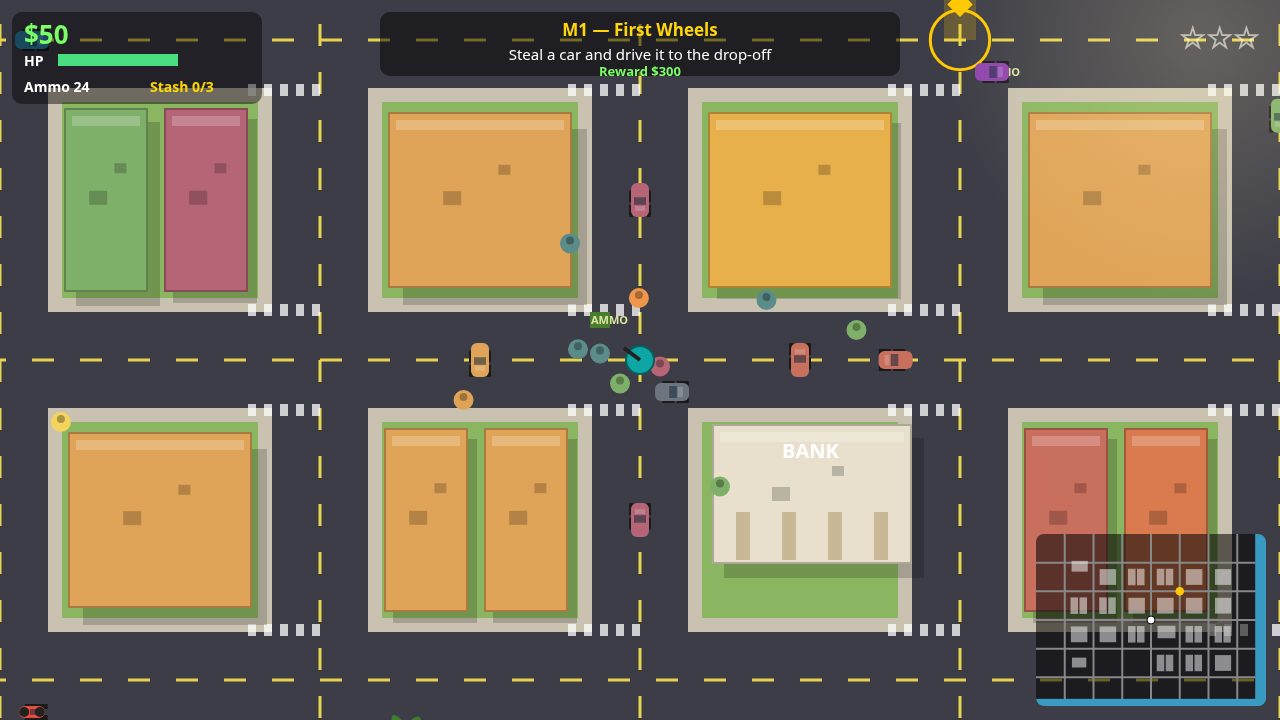 $50
HP
Ammo 24
Stash 0/3
M1 — First Wheels
Steal a car and drive it to the drop-off
Reward $300
AMMO
BANK